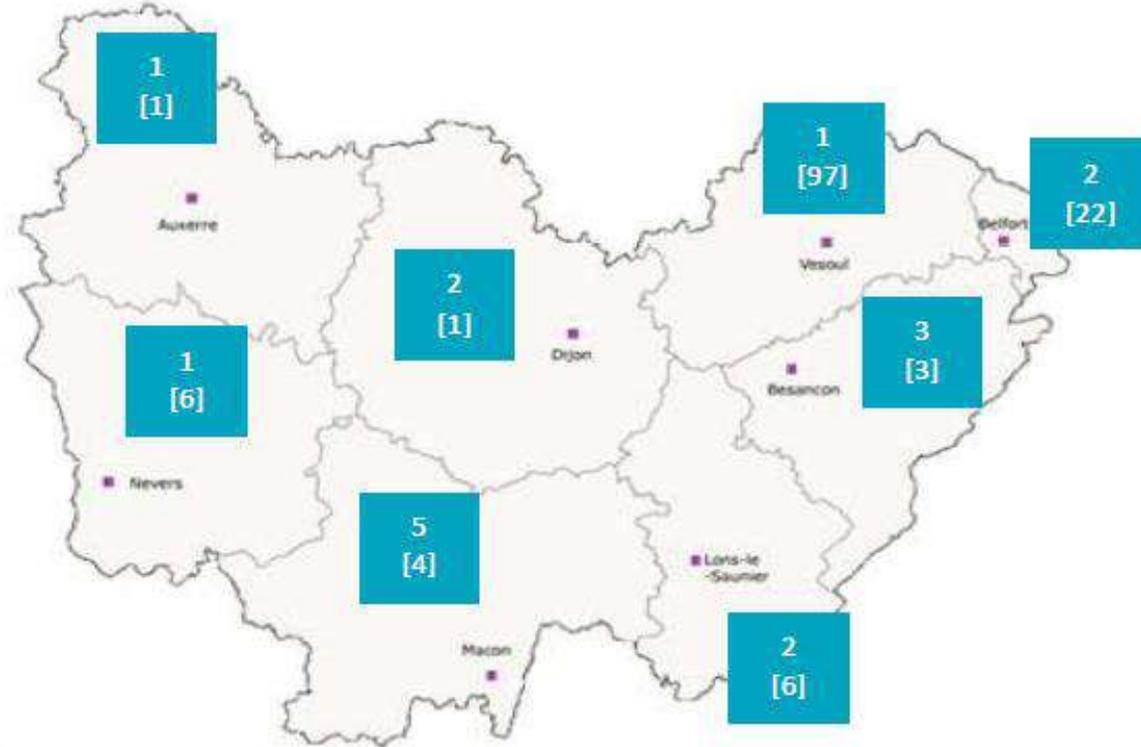 1
[1]
Auxerre
1
[97]
2
[22]
Belfort
Vesoul
2
[1]
Dijon
3
[3]
Besancon
1
[6]
Nevers
5
[4]
Lons-le
-Saunier
Macon
2
[6]